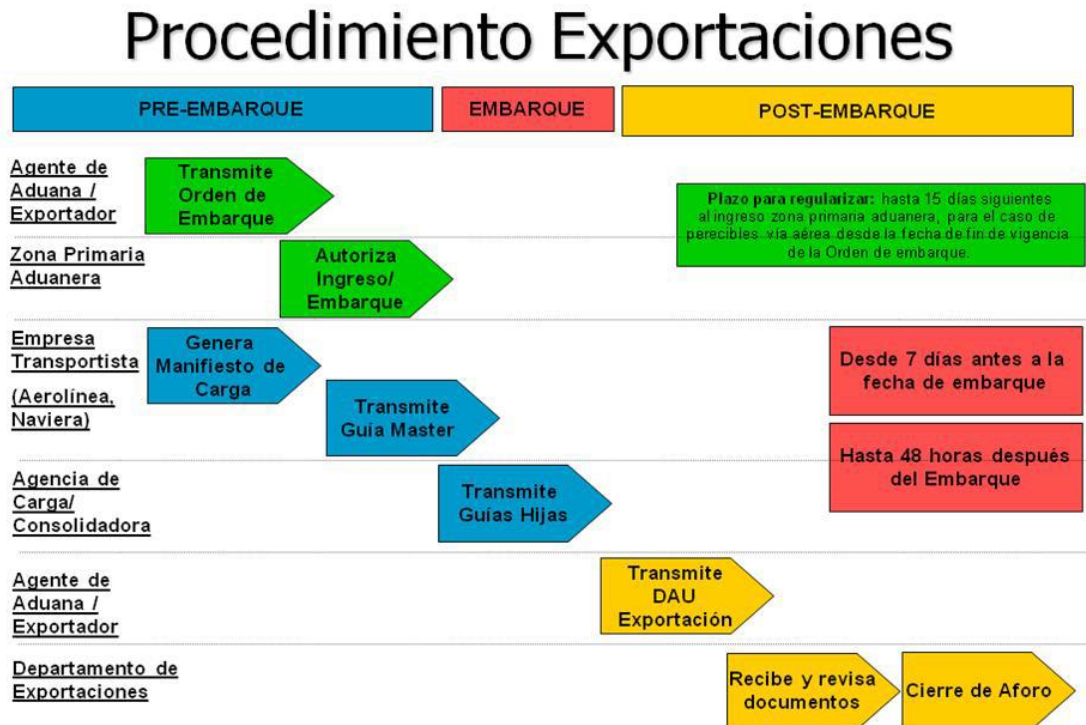 Procedimiento Exportaciones
PRE-EMBARQUE
EMBARQUE
POST-EMBARQUE
Agente de
Aduana /
Exportador
Transmite
Orden de
Embarque
Plazo para regularizar: hasta 15 días siguientes
al ingreso zona primaria aduanera, para el caso de
perecibles vía aérea desde la fecha de fin de vigencia
de la Orden de embarque.
Zona Primaria
Aduanera
Autoriza
Ingreso/
Embarque
Empresa
Transportista
(Aerolínea,
Naviera)
Genera
Manifiesto de
Carga
Transmite
Guía Master
Desde 7 días antes a la
fecha de embarque
Hasta 48 horas después
del Embarque
Agencia de
Carga/
Consolidadora
Transmite
Guías Hijas
Agente de
Aduana /
Exportador
Transmite
DAU
Exportación
Departamento de
Exportaciones
Recibe y revisa
documentos
Cierre de Aforo